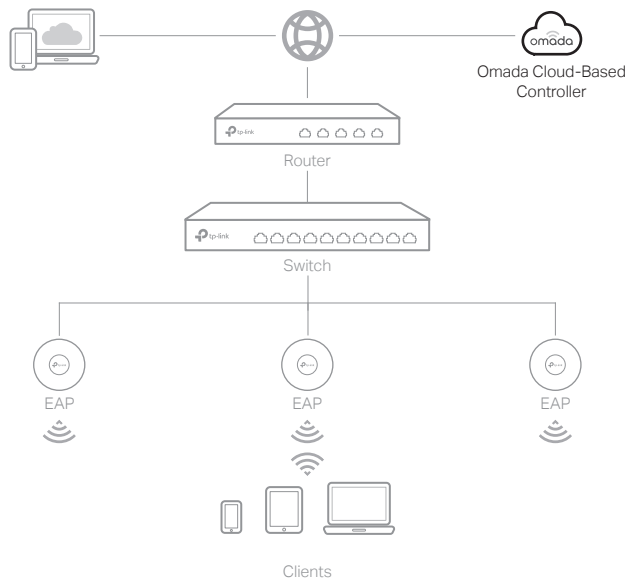 omada
Omada Cloud-Based
Controller
tp-link
Router
tp-link
Switch
EAP
EAP
EAP
Clients